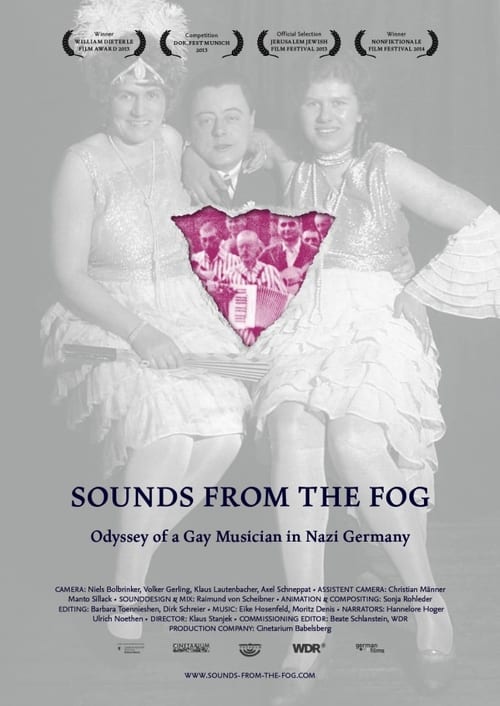 Winner
WILLIAM DIETERLE
FILM AWARD 2013
Competition
DOK_FEST MUNICH
2013
Official Selection
JERUSALEM JEWISH
FILM FESTIVAL 2013
Winner
NONFIKTIONALE
FILM FESTIVAL 2014
SOUNDS FROM THE FOG
Odyssey of a Gay Musician in Nazi Germany
CAMERA: Niels Bolbrinker, Volker Gerling, Klaus Lautenbacher, Axel Schneppat • ASSISTENT CAMERA: Christian Männer
Manto Sillack • SOUNDDESIGN & MIX: Raimund von Scheibner • ANIMATION & COMPOSITING: Sonja Rohleder
EDITING: Barbara Toennieshen, Dirk Schreier • MUSIC: Eike Hosenfeld, Moritz Denis • NARRATORS: Hannelore Hoger
Ulrich Noethen • DIRECTOR: Klaus Stanjek • COMMISSIONING EDITOR: Beate Schlanstein, WDR
PRODUCTION COMPANY: Cinetarium Babelsberg
CINETARIUM
WDR
german
films
WWW.SOUNDS-FROM-THE-FOG.COM